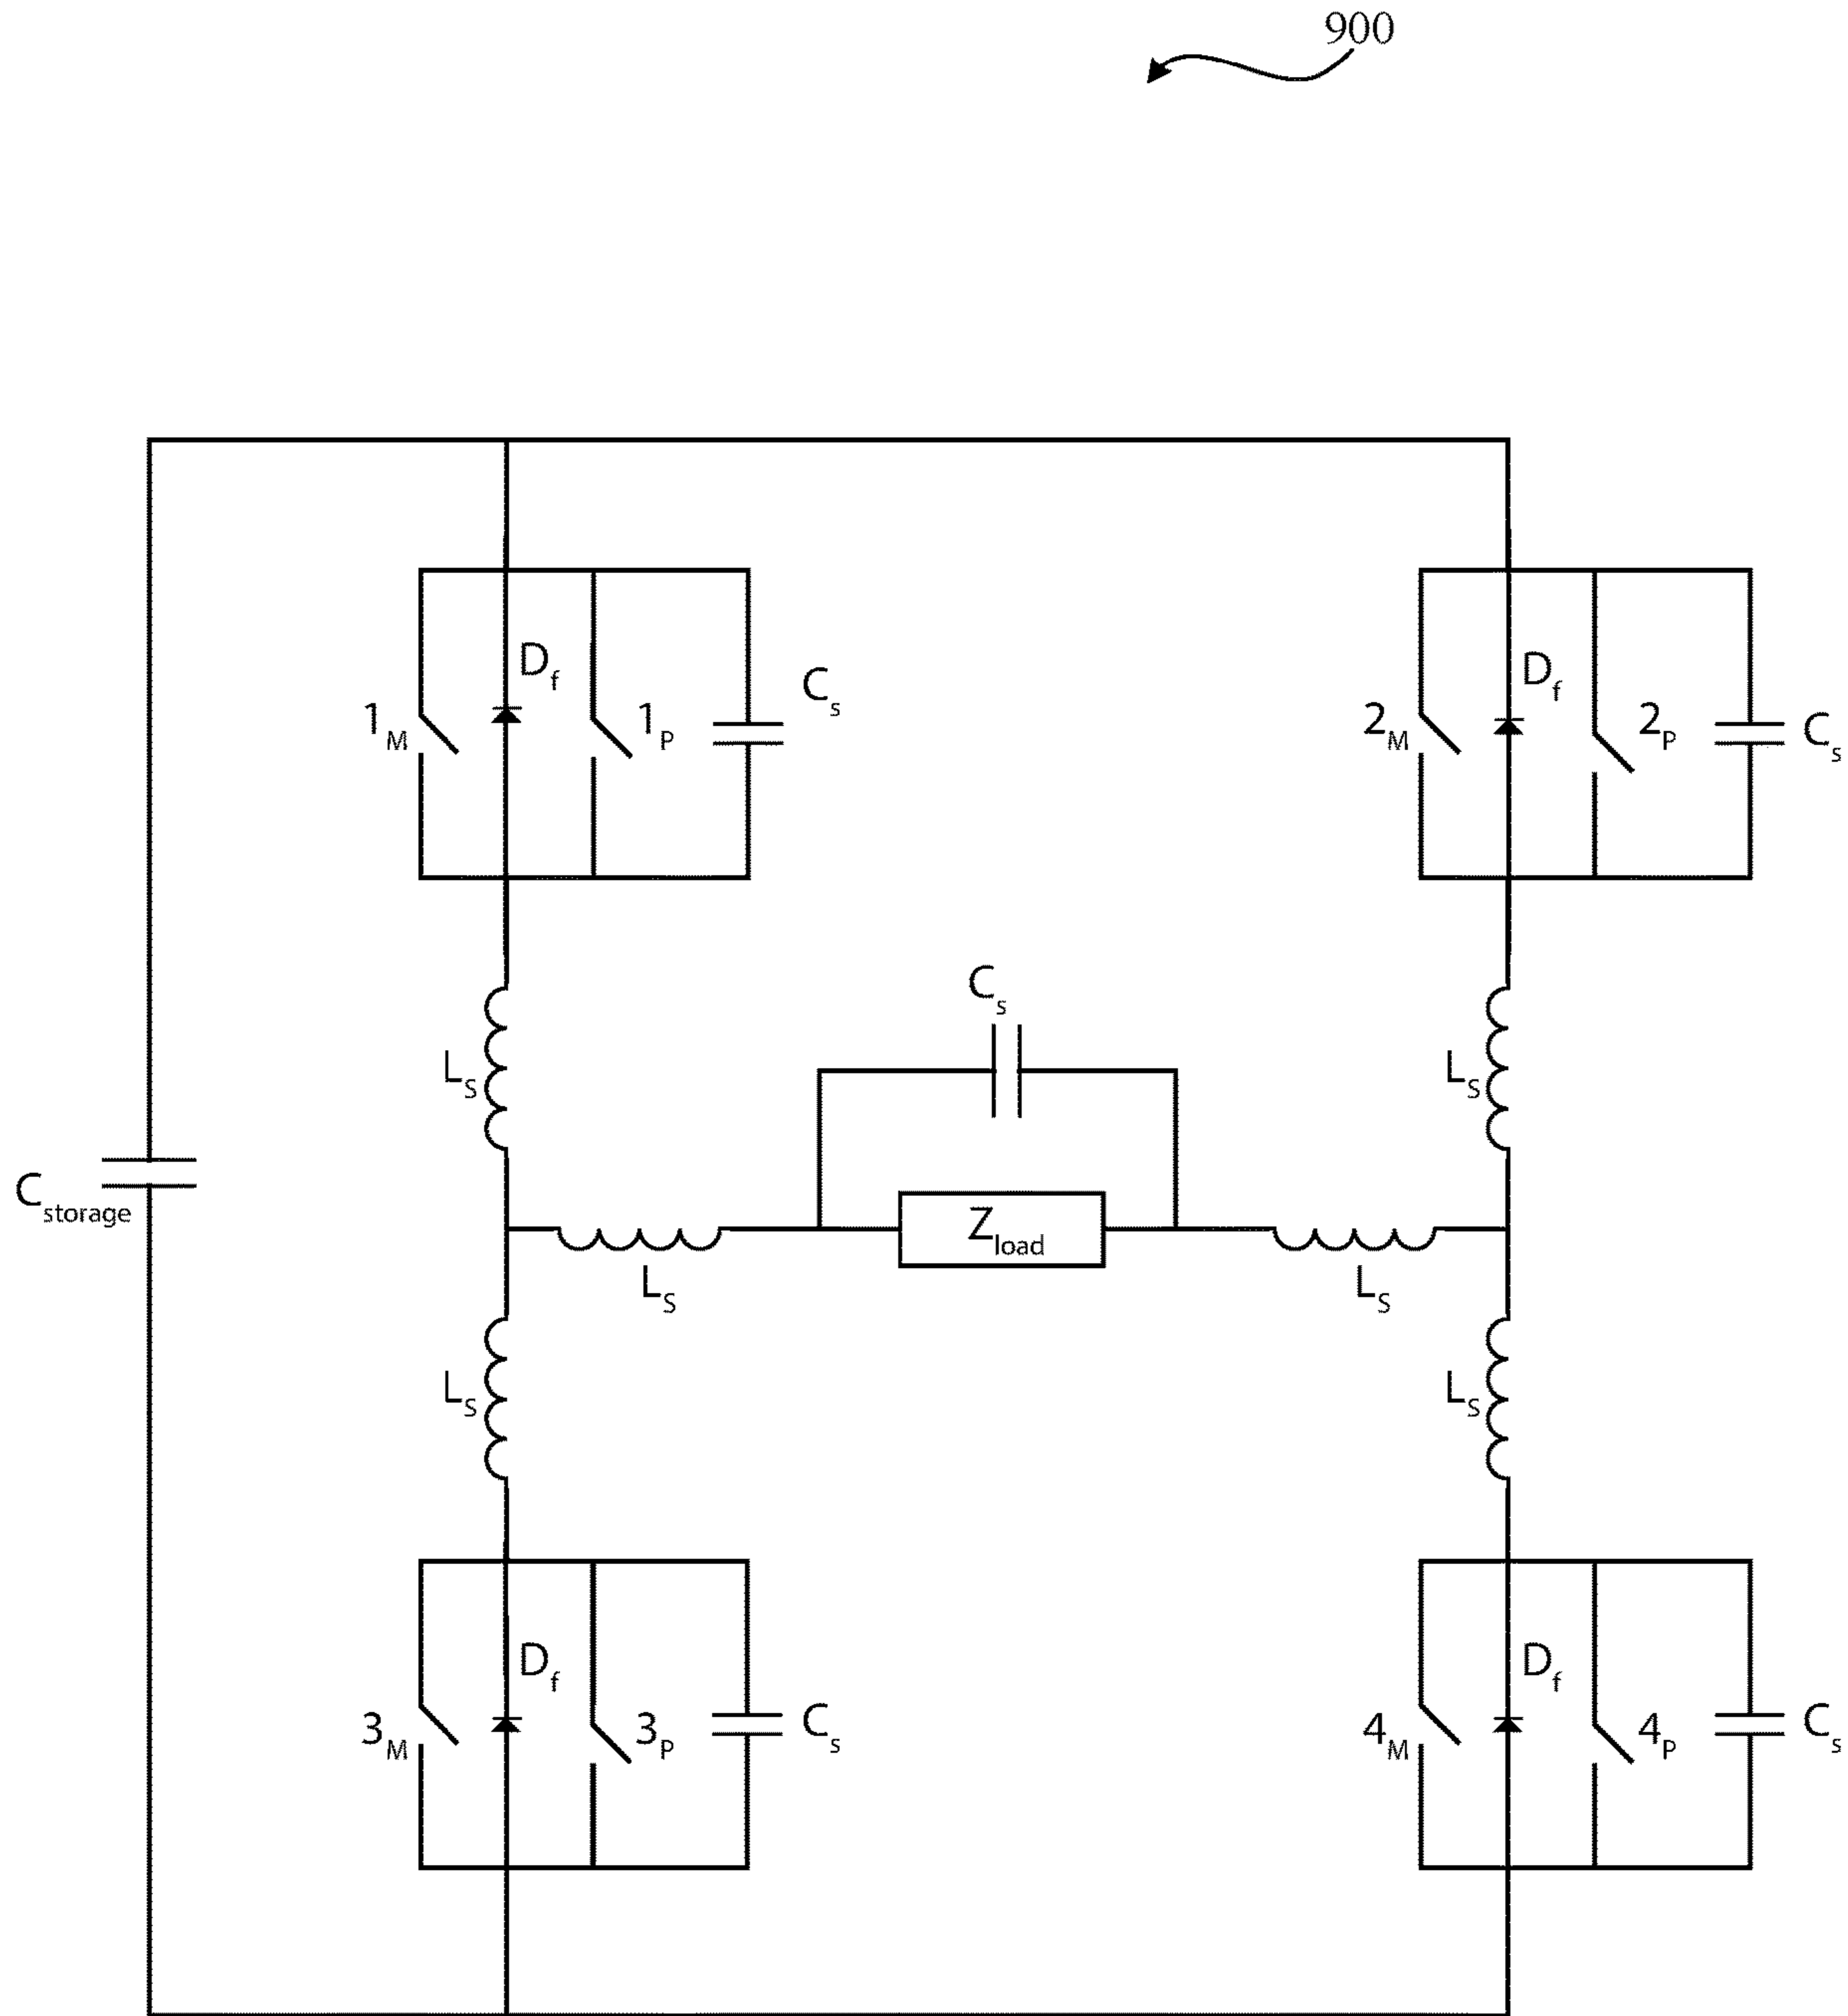 900
D_f
C_s
1_M
1_P
D_f
C_s
2_M
2_P
C_s
L_S
L_S
C_storage
Z_load
L_S
L_S
L_S
L_S
D_f
C_s
3_M
3_P
D_f
C_s
4_M
4_P